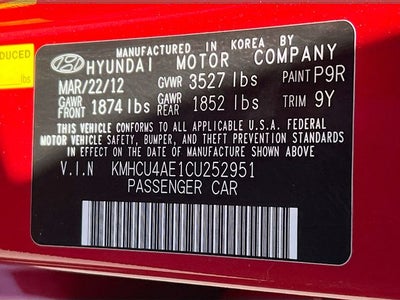 DUCED
lbs
MANUFACTURED IN KOREA BY
HYUNDAI MOTOR COMPANY
MAR/22/12 GVWR 3527 lbs PAINT P9R
GAWR FRONT 1874 lbs GAWR REAR 1852 lbs TRIM 9Y
THIS VEHICLE CONFORMS TO ALL APPLICABLE U.S.A. FEDERAL
MOTOR VEHICLE SAFETY, BUMPER, AND THEFT PREVENTION STANDARDS
IN EFFECT ON THE DATE OF MANUFACTURE SHOWN ABOVE
V.I.N KMHCU4AE1CU252951
PASSENGER CAR